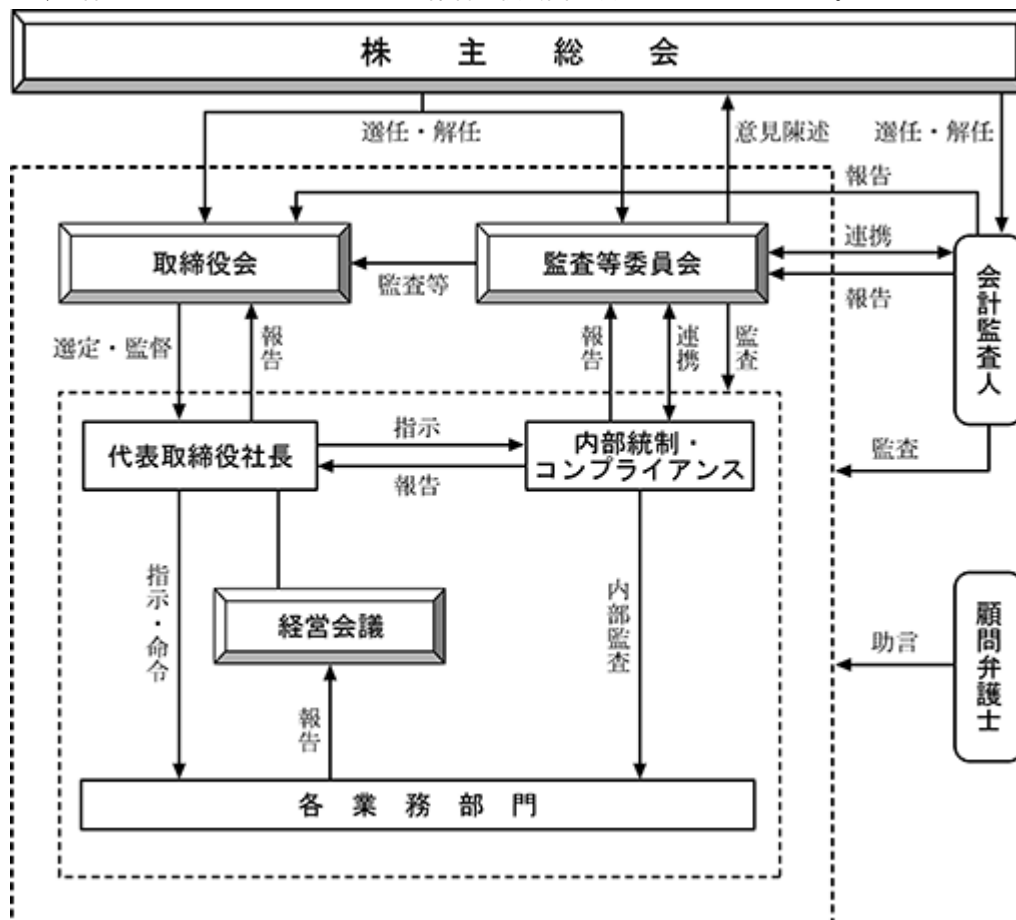 株主総会
選任・解任
意見陳述
選任・解任
報告
取締役会
監査等
監査等委員会
連携
報告
会計監査人
選定・監督
報告
報告
連携
監査
代表取締役社長
指示
報告
内部統制・
コンプライアンス
監査
指示・命令
経営会議
内部監査
助言
顧問弁護士
報告
各業務部門